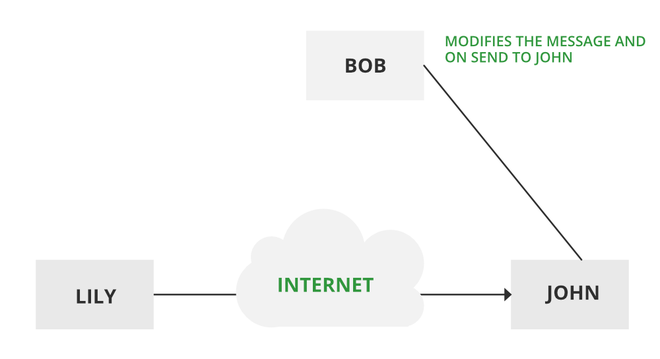 BOB
MODIFIES THE MESSAGE AND
ON SEND TO JOHN
INTERNET
LILY
JOHN